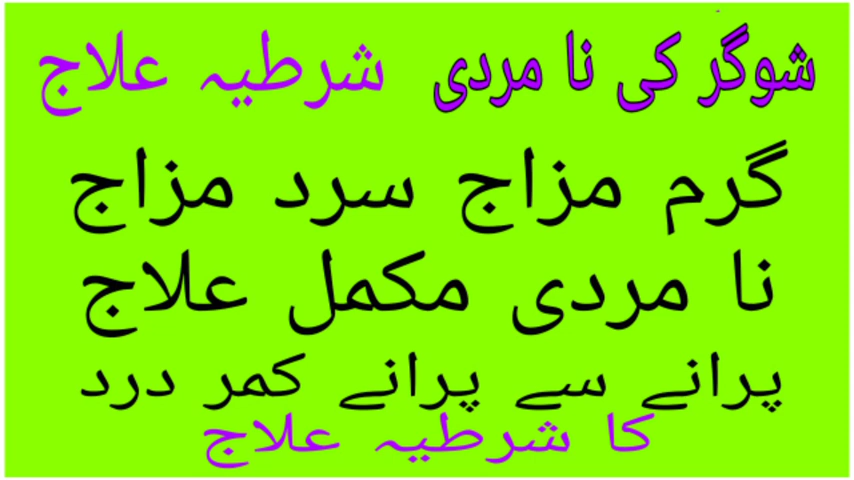 شوگر کی نا مردی شرطیہ علاج
گرم مزاج سرد مزاج
نا مردی مکمل علاج
پرانے سے پرانے کمر درد
کا شرطیہ علاج